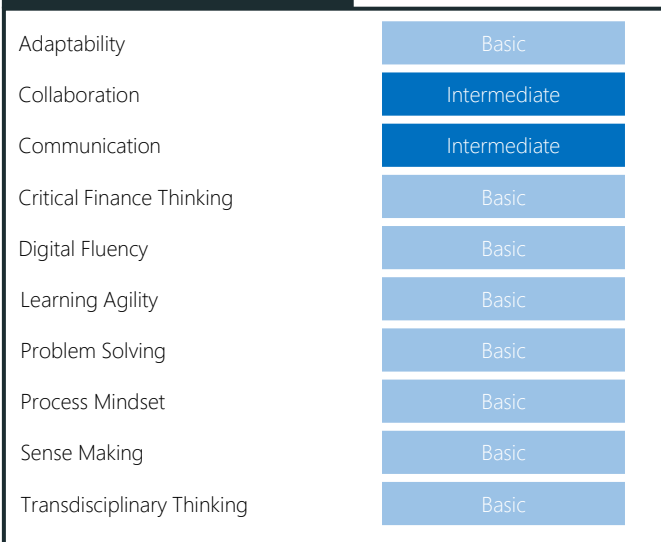 Adaptability Basic
Collaboration Intermediate
Communication Intermediate
Critical Finance Thinking Basic
Digital Fluency Basic
Learning Agility Basic
Problem Solving Basic
Process Mindset Basic
Sense Making Basic
Transdisciplinary Thinking Basic